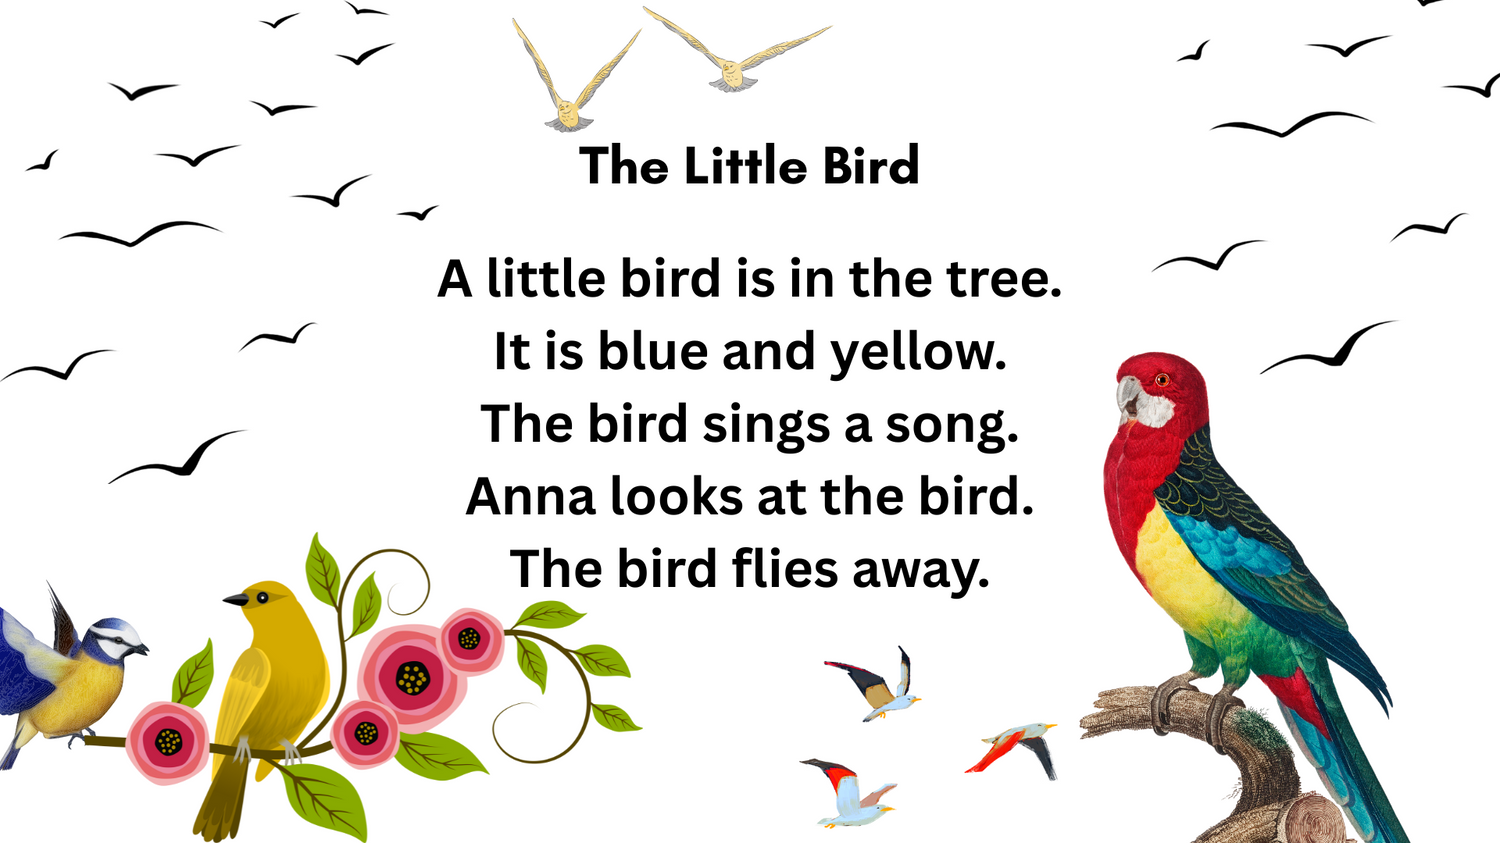 The Little Bird
A little bird is in the tree.
It is blue and yellow.
The bird sings a song.
Anna looks at the bird.
The bird flies away.